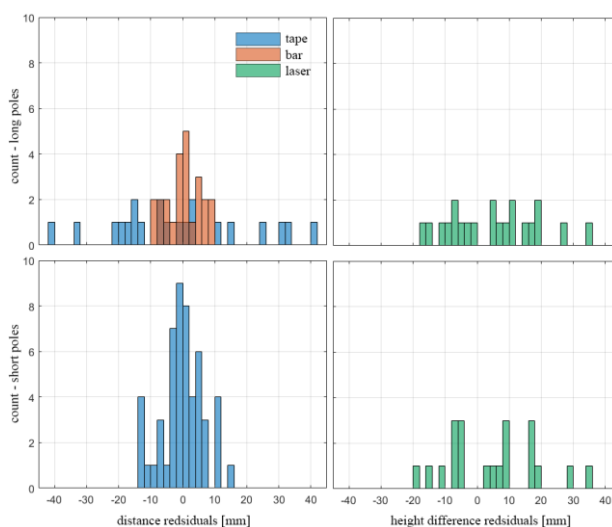 10
8
6
4
2
0
count - long poles
tape
bar
laser
10
8
6
4
2
0
count - short poles
-40 -30 -20 -10 0 10 20 30 40
-40 -30 -20 -10 0 10 20 30 40
distance redsiduals [mm]
height difference redsiduals [mm]